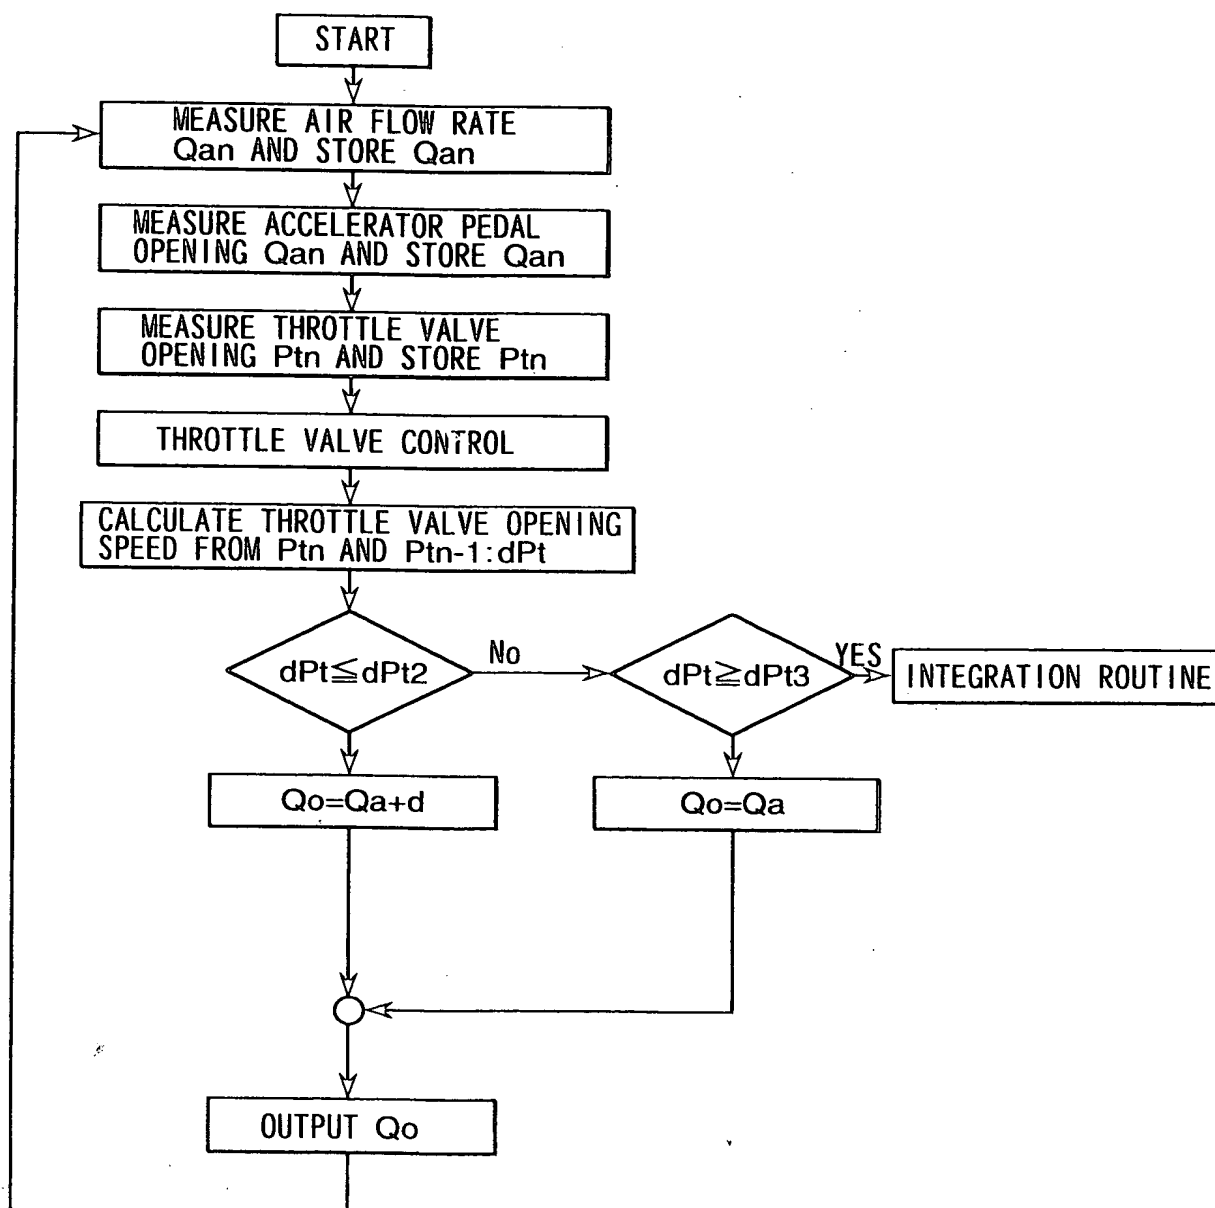 START
MEASURE AIR FLOW RATE
Qan AND STORE Qan
MEASURE ACCELERATOR PEDAL
OPENING Qan AND STORE Qan
MEASURE THROTTLE VALVE
OPENING Ptn AND STORE Ptn
THROTTLE VALVE CONTROL
CALCULATE THROTTLE VALVE OPENING
SPEED FROM Ptn AND Ptn-1:dPt
dPt≦dPt2
No
dPt≧dPt3
YES
INTEGRATION ROUTINE
Qo=Qa+d
Qo=Qa
OUTPUT Qo